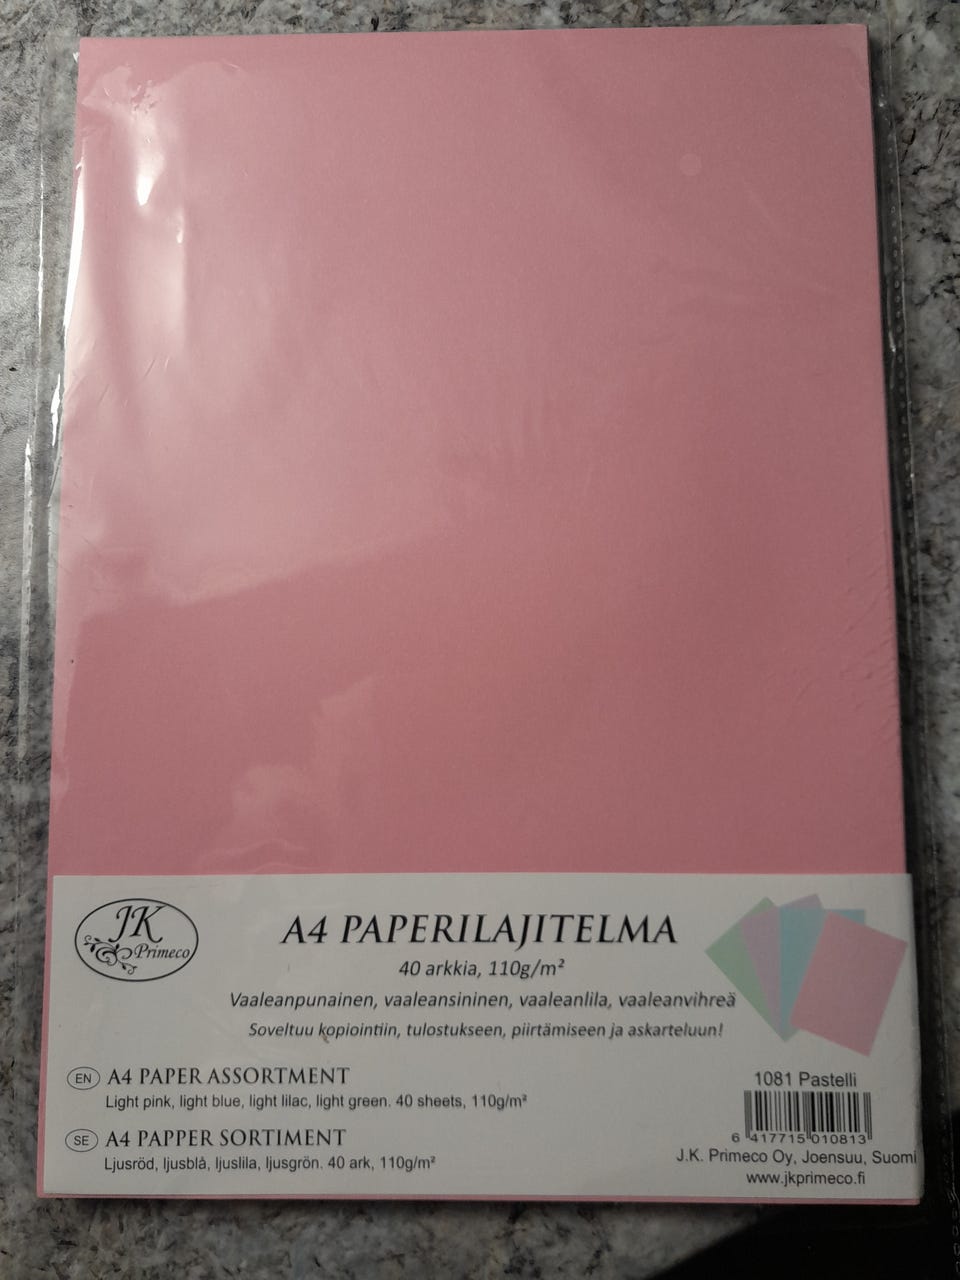 JK
Primeco
A4 PAPERILAJITELMA
40 arkkia, 110g/m²
Vaaleanpunainen, vaaleansininen, vaaleanlila, vaaleanvihreä
Soveltuu kopiointiin, tulostukseen, piirtämiseen ja askarteluun!
EN A4 PAPER ASSORTMENT
Light pink, light blue, light lilac, light green. 40 sheets, 110g/m²
SE A4 PAPPER SORTIMENT
Ljusröd, ljusblå, ljuslila, ljusgrön. 40 ark, 110g/m²
1081 Pastelli
6 417715 010813
J.K. Primeco Oy, Joensuu, Suomi
www.jkprimeco.fi